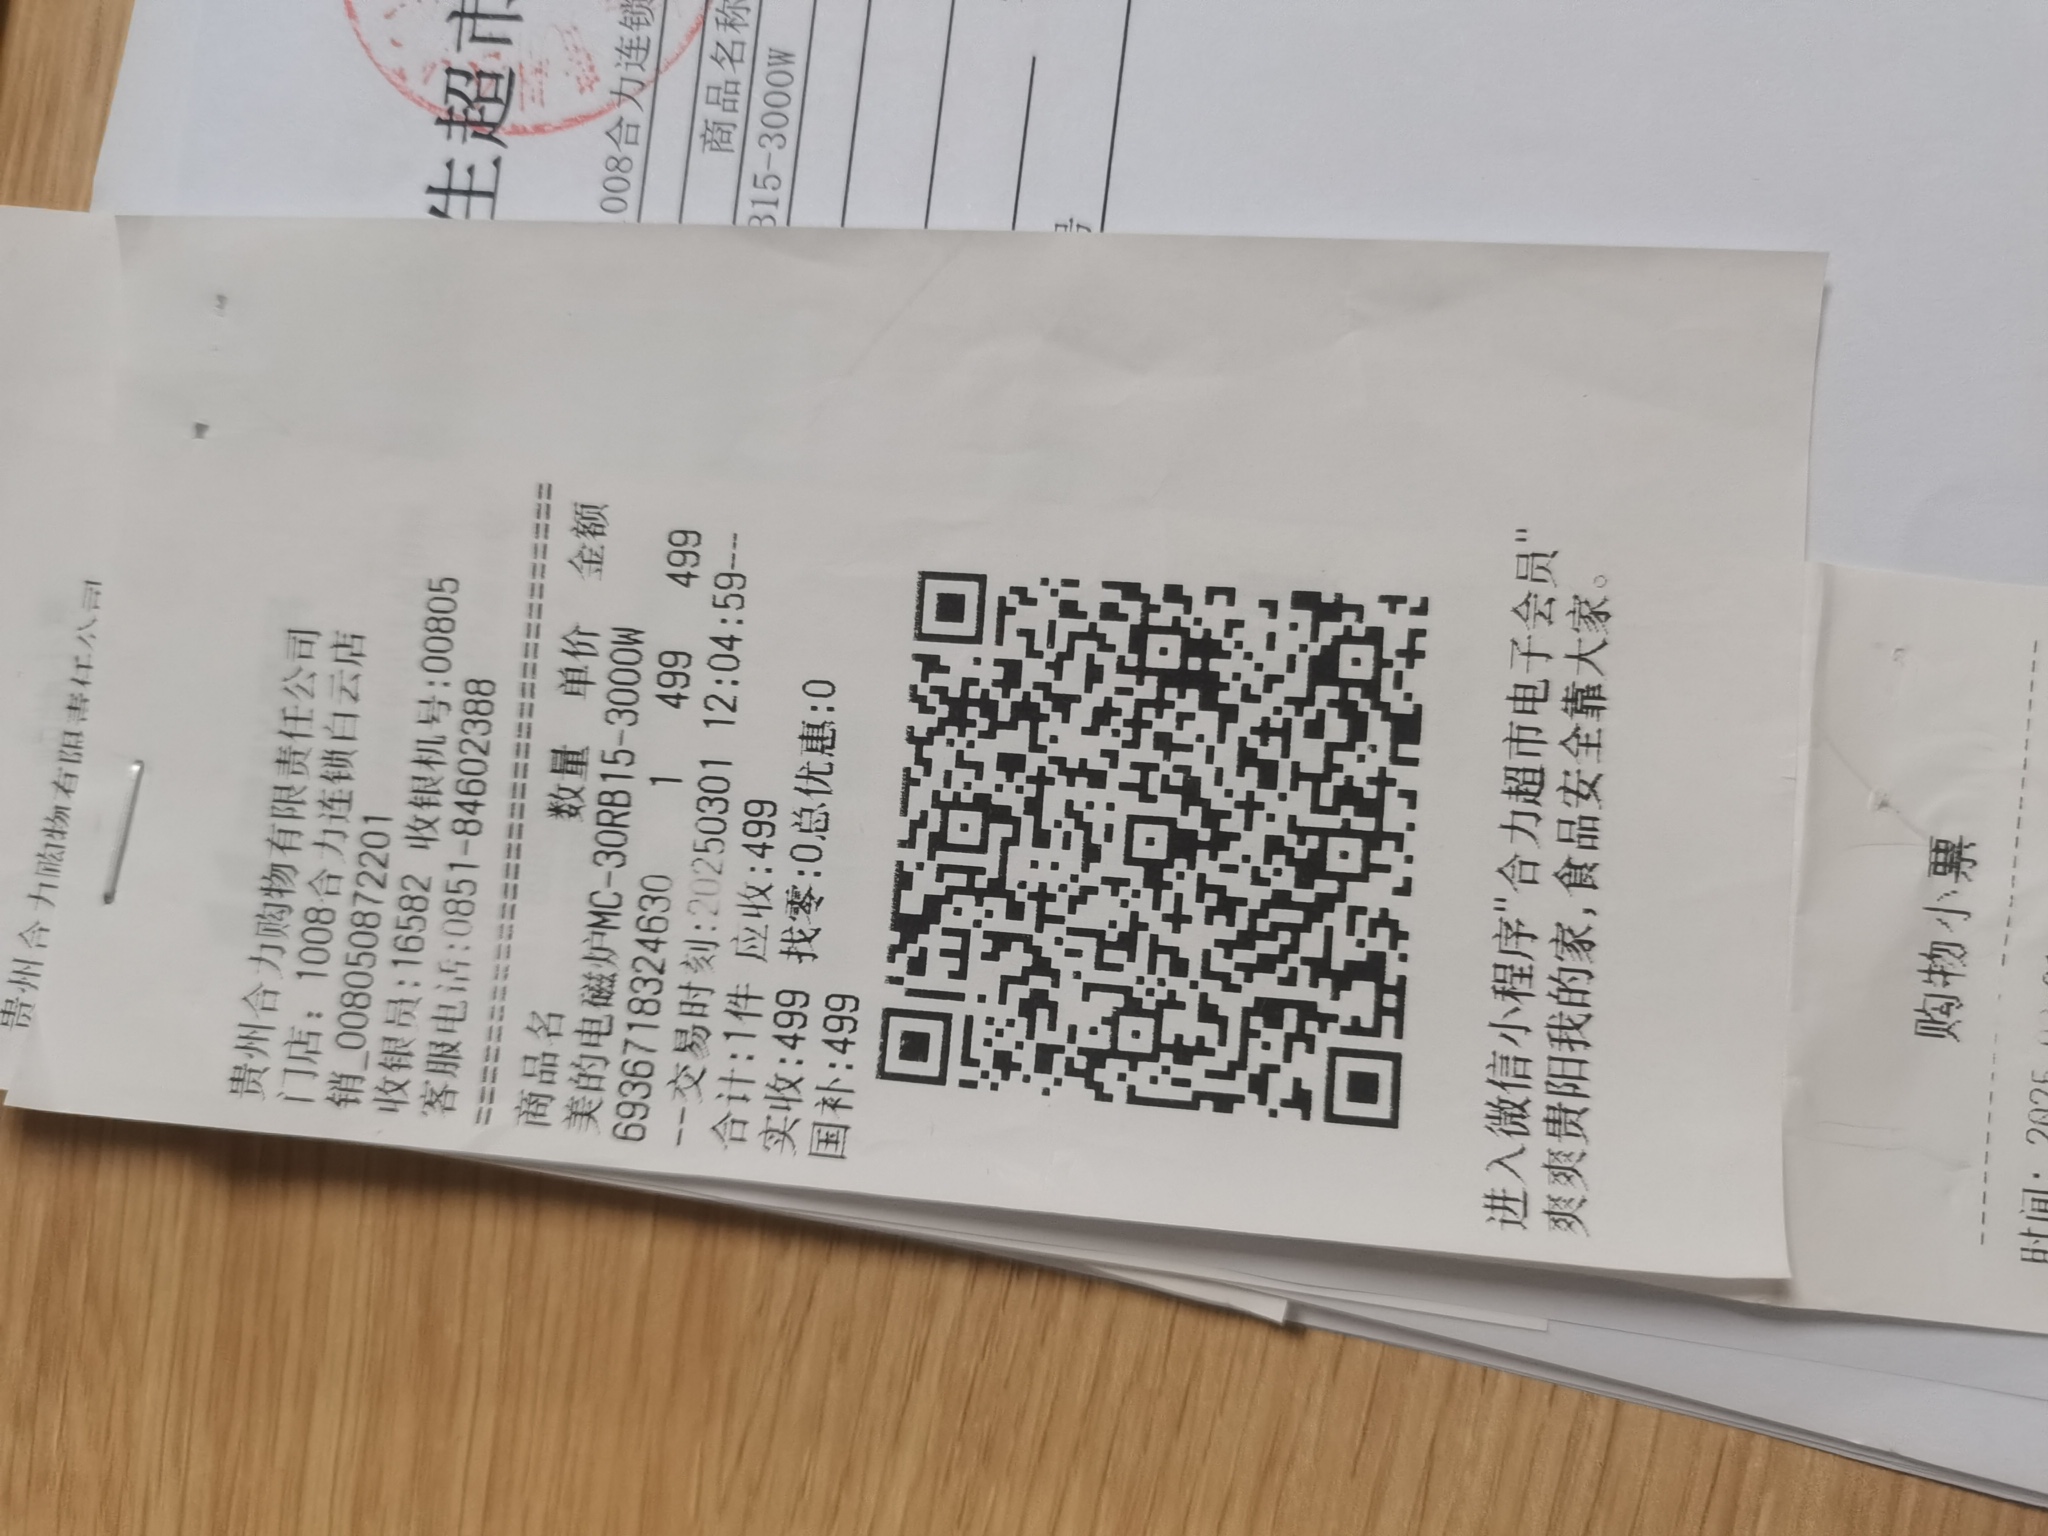 贵州合力购物有限责任公司
贵州合力购物有限责任公司
门店: 1008合力连锁白云店
销_008050872201
收银员:16582 收银机号:00805
客服电话:0851-84602388
================================
商品名 数量 单价 金额
美的电磁炉MC-30RB15-3000W
6936718324630 1 499 499
--交易时刻:20250301 12:04:59---
合计:1件 应收:499
实收:499 找零:0总优惠:0
国补:499
进入微信小程序"合力超市电子会员"
爽爽贵阳我的家,食品安全靠大家。
生超市
008合力连锁
商品名称
315-3000W
号
购物小票
时间: 2025